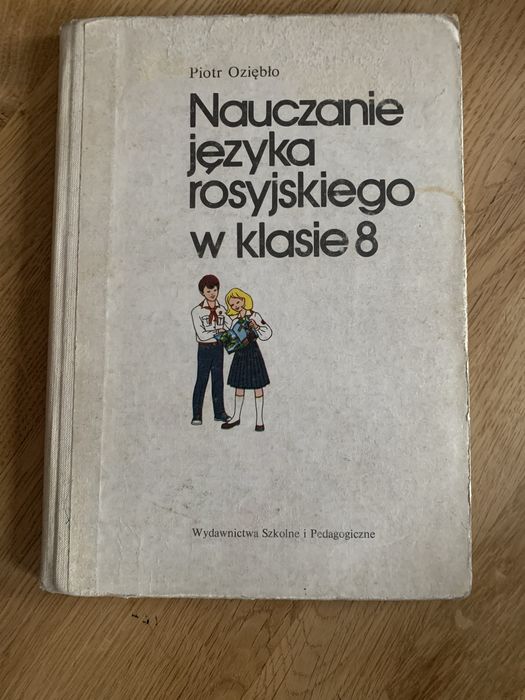 Piotr Oziębło
Nauczanie
języka
rosyjskiego
w klasie 8
Wydawnictwa Szkolne i Pedagogiczne